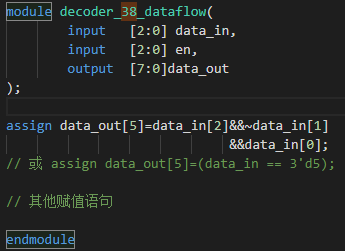 module decoder_38_dataflow(
input [2:0] data_in,
input [2:0] en,
output [7:0]data_out
);
assign data_out[5]=data_in[2]&&~data_in[1]
&&data_in[0];
// 或 assign data_out[5]=(data_in == 3'd5);
// 其他赋值语句
endmodule